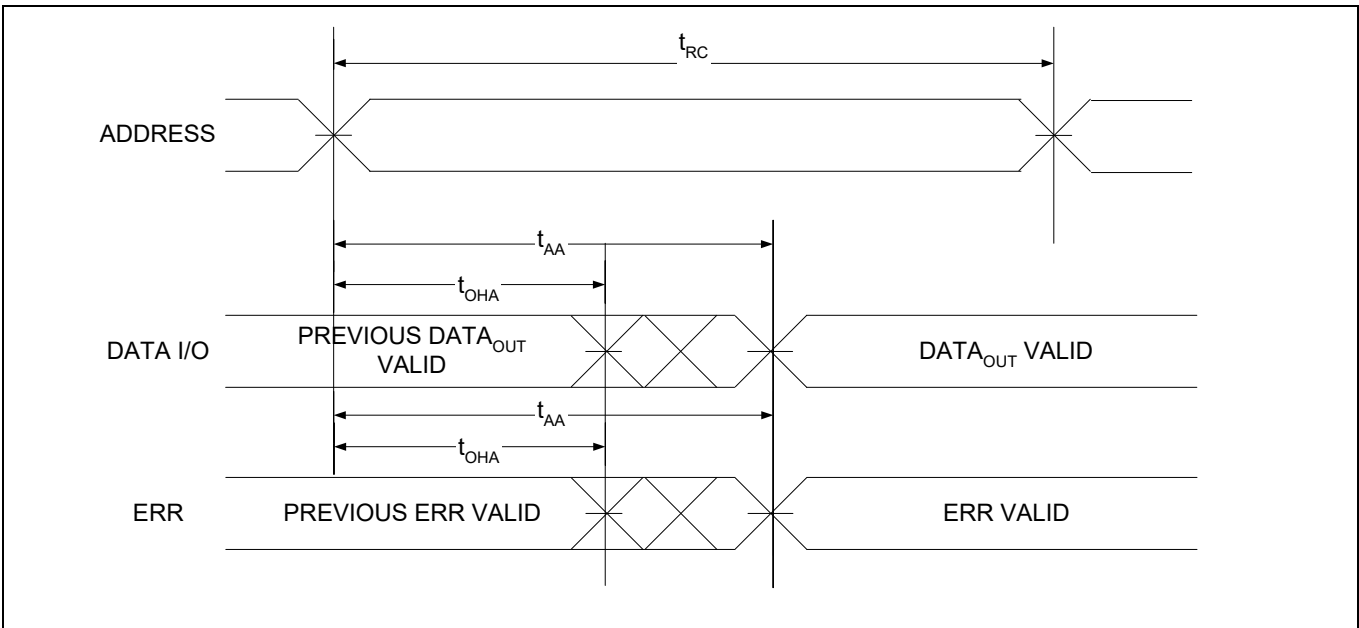 tRC
ADDRESS
tAA
tOHA
DATA I/O
PREVIOUS DATAOUT
VALID
DATAOUT VALID
tAA
tOHA
ERR
PREVIOUS ERR VALID
ERR VALID